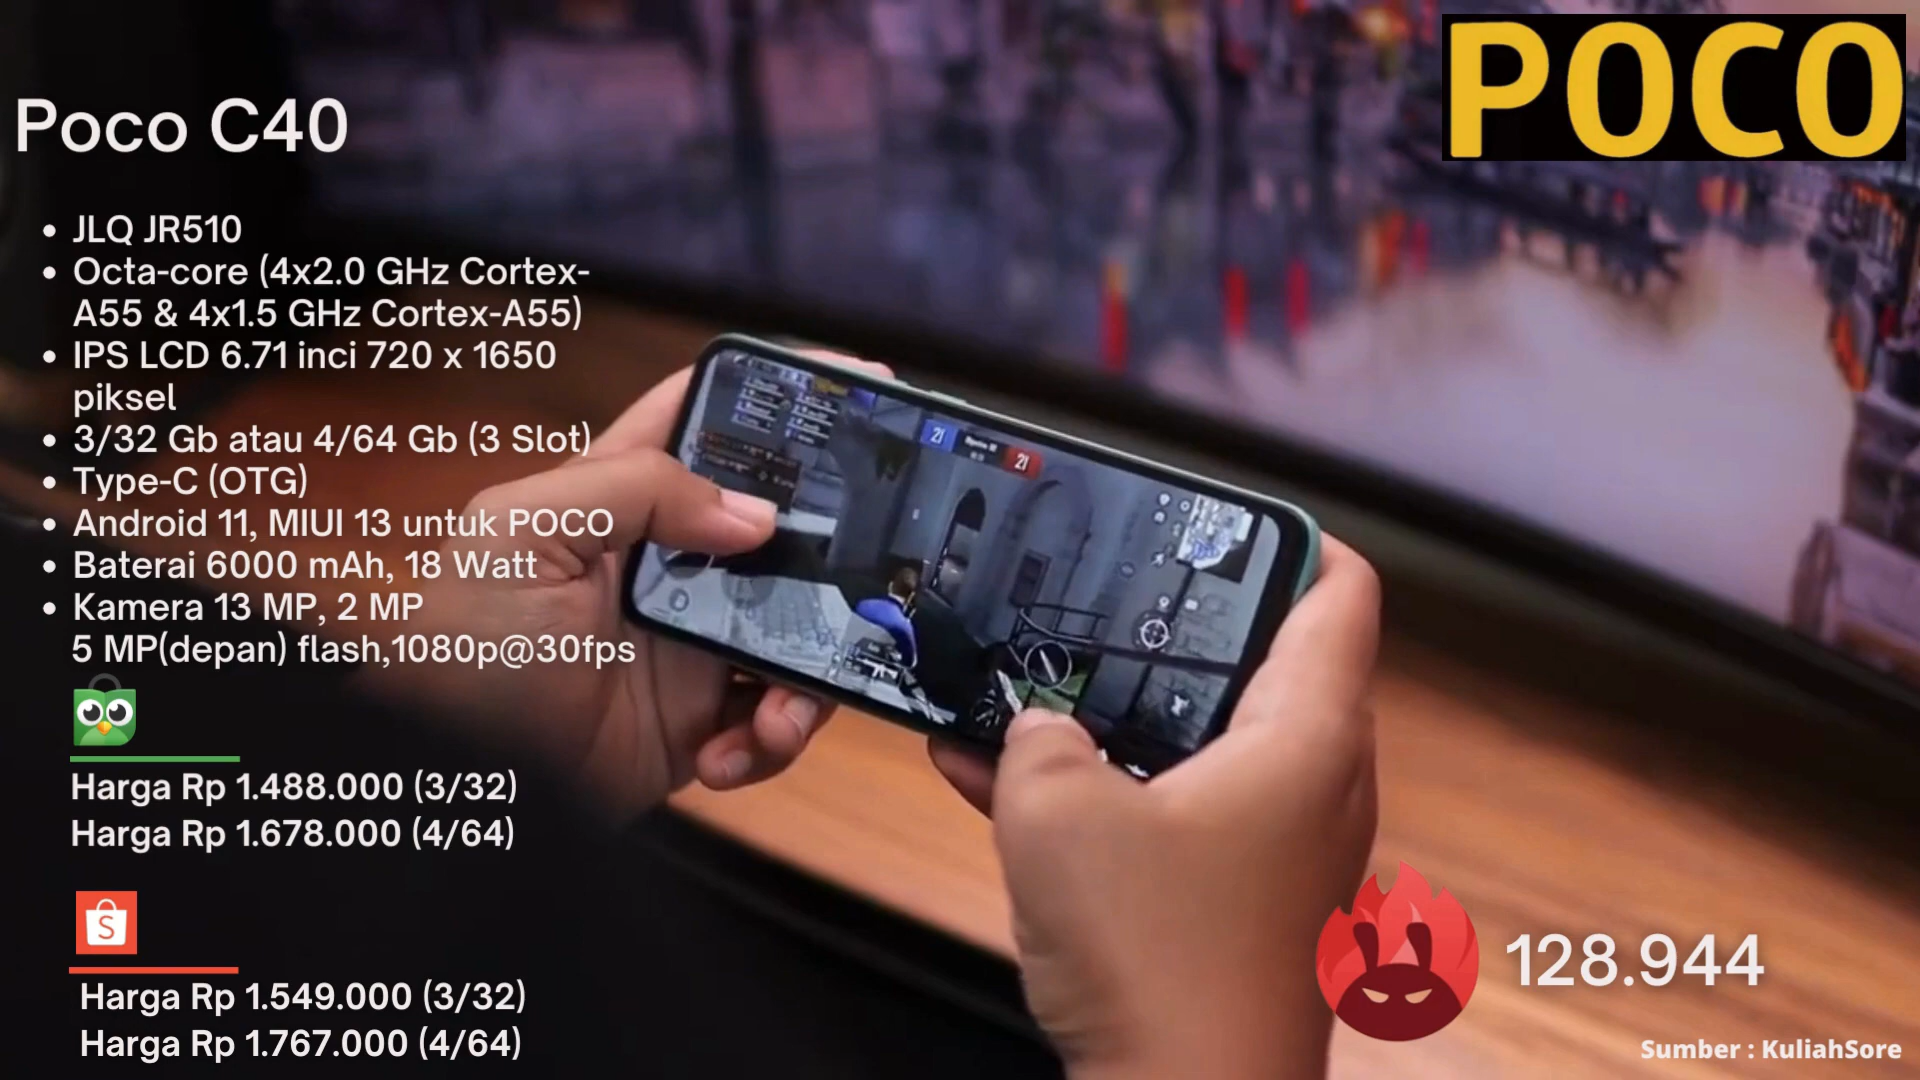 POCO
Poco C40
• JLQ JR510
• Octa-core (4x2.0 GHz Cortex-
A55 & 4x1.5 GHz Cortex-A55)
• IPS LCD 6.71 inci 720 x 1650
piksel
• 3/32 Gb atau 4/64 Gb (3 Slot)
• Type-C (OTG)
• Android 11, MIUI 13 untuk POCO
• Baterai 6000 mAh, 18 Watt
• Kamera 13 MP, 2 MP
5 MP(depan) flash,1080p@30fps
21
21
Harga Rp 1.488.000 (3/32)
Harga Rp 1.678.000 (4/64)
S
Harga Rp 1.549.000 (3/32)
Harga Rp 1.767.000 (4/64)
128.944
Sumber : KuliahSore